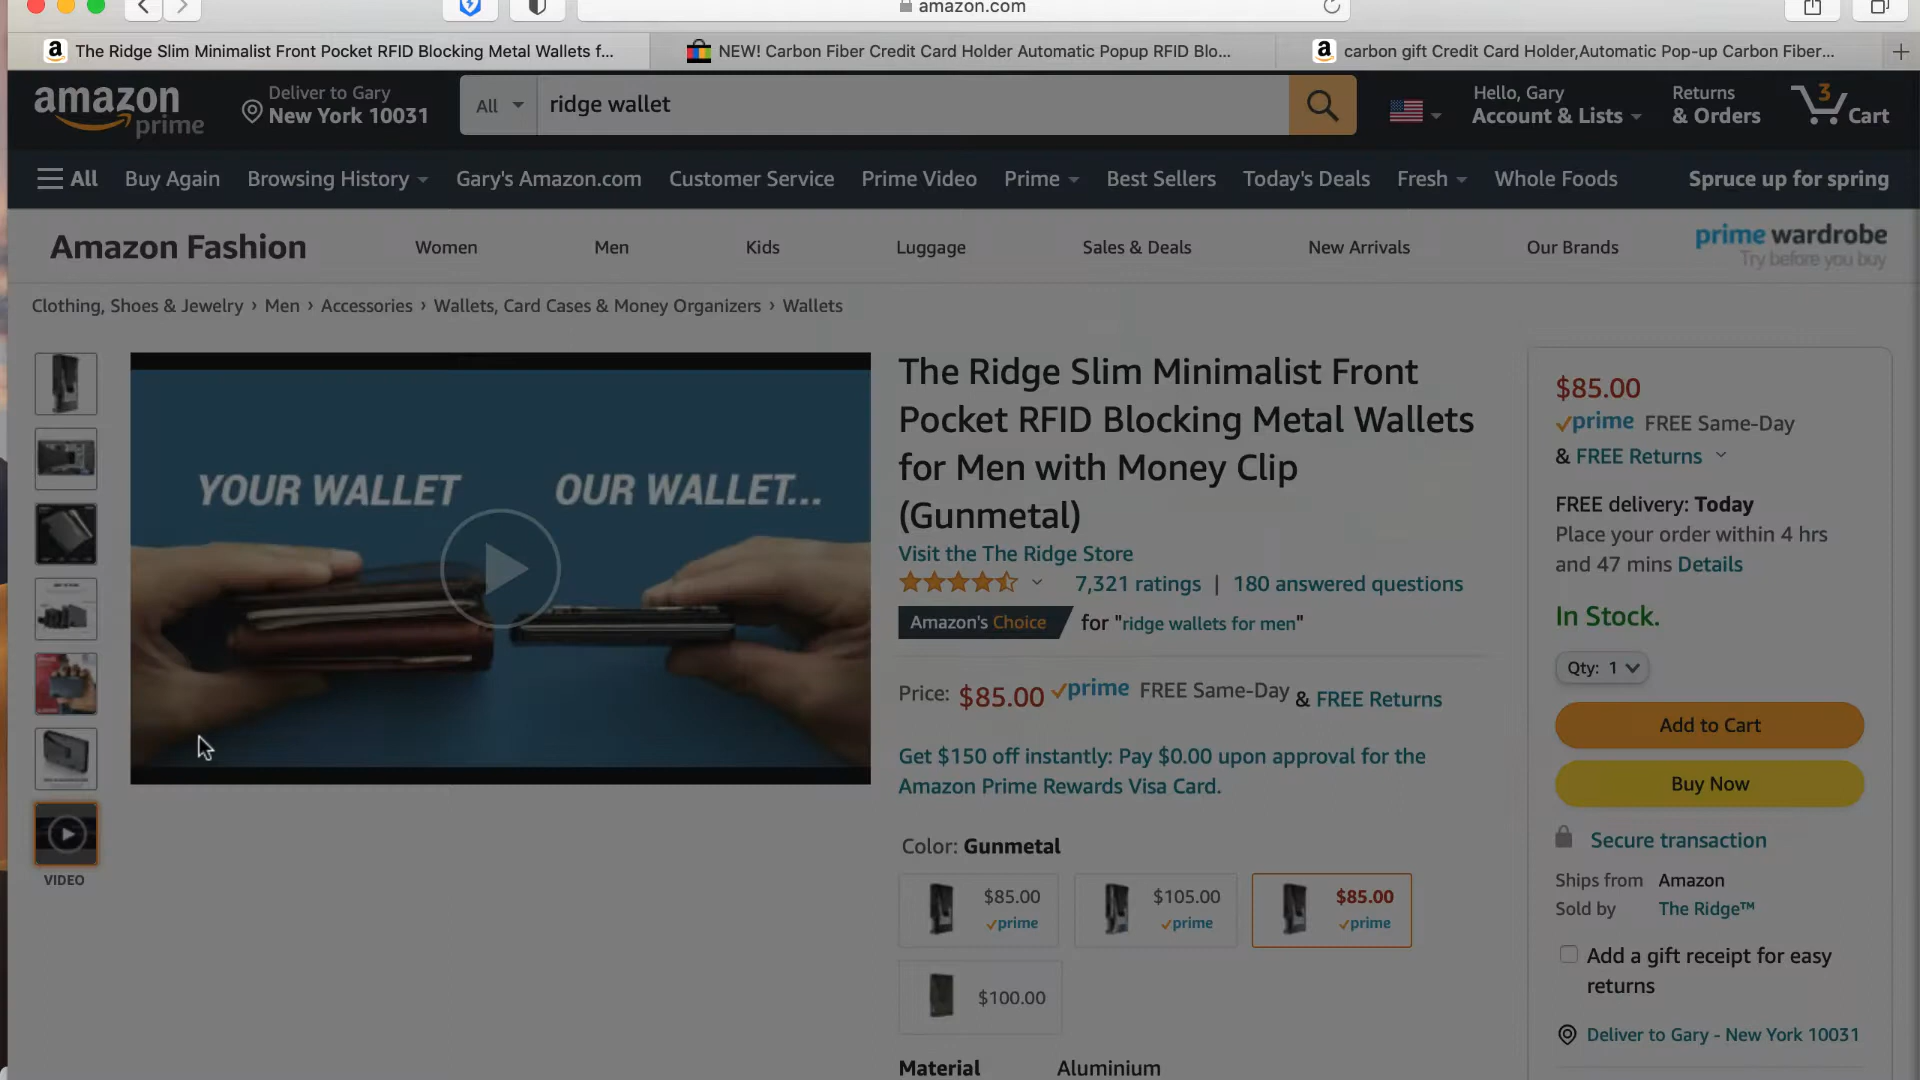 amazon.com
The Ridge Slim Minimalist Front Pocket RFID Blocking Metal Wallets f...
NEW! Carbon Fiber Credit Card Holder Automatic Popup RFID Blo...
carbon gift Credit Card Holder,Automatic Pop-up Carbon Fiber...
amazon prime
Deliver to Gary
New York 10031
All
ridge wallet
Hello, Gary
Account & Lists
Returns
& Orders
3
Cart
All
Buy Again
Browsing History
Gary's Amazon.com
Customer Service
Prime Video
Prime
Best Sellers
Today's Deals
Fresh
Whole Foods
Spruce up for spring
Amazon Fashion
Women
Men
Kids
Luggage
Sales & Deals
New Arrivals
Our Brands
prime wardrobe
Try before you buy
Clothing, Shoes & Jewelry › Men › Accessories › Wallets, Card Cases & Money Organizers › Wallets
YOUR WALLET
OUR WALLET...
VIDEO
The Ridge Slim Minimalist Front
Pocket RFID Blocking Metal Wallets
for Men with Money Clip
(Gunmetal)
Visit the The Ridge Store
7,321 ratings | 180 answered questions
Amazon's Choice for "ridge wallets for men"
Price: $85.00 prime FREE Same-Day & FREE Returns
Get $150 off instantly: Pay $0.00 upon approval for the
Amazon Prime Rewards Visa Card.
Color: Gunmetal
$85.00
prime
$105.00
prime
$85.00
prime
$100.00
Material Aluminium
$85.00
prime FREE Same-Day
& FREE Returns
FREE delivery: Today
Place your order within 4 hrs
and 47 mins Details
In Stock.
Qty: 1
Add to Cart
Buy Now
Secure transaction
Ships from Amazon
Sold by The Ridge™
Add a gift receipt for easy
returns
Deliver to Gary - New York 10031